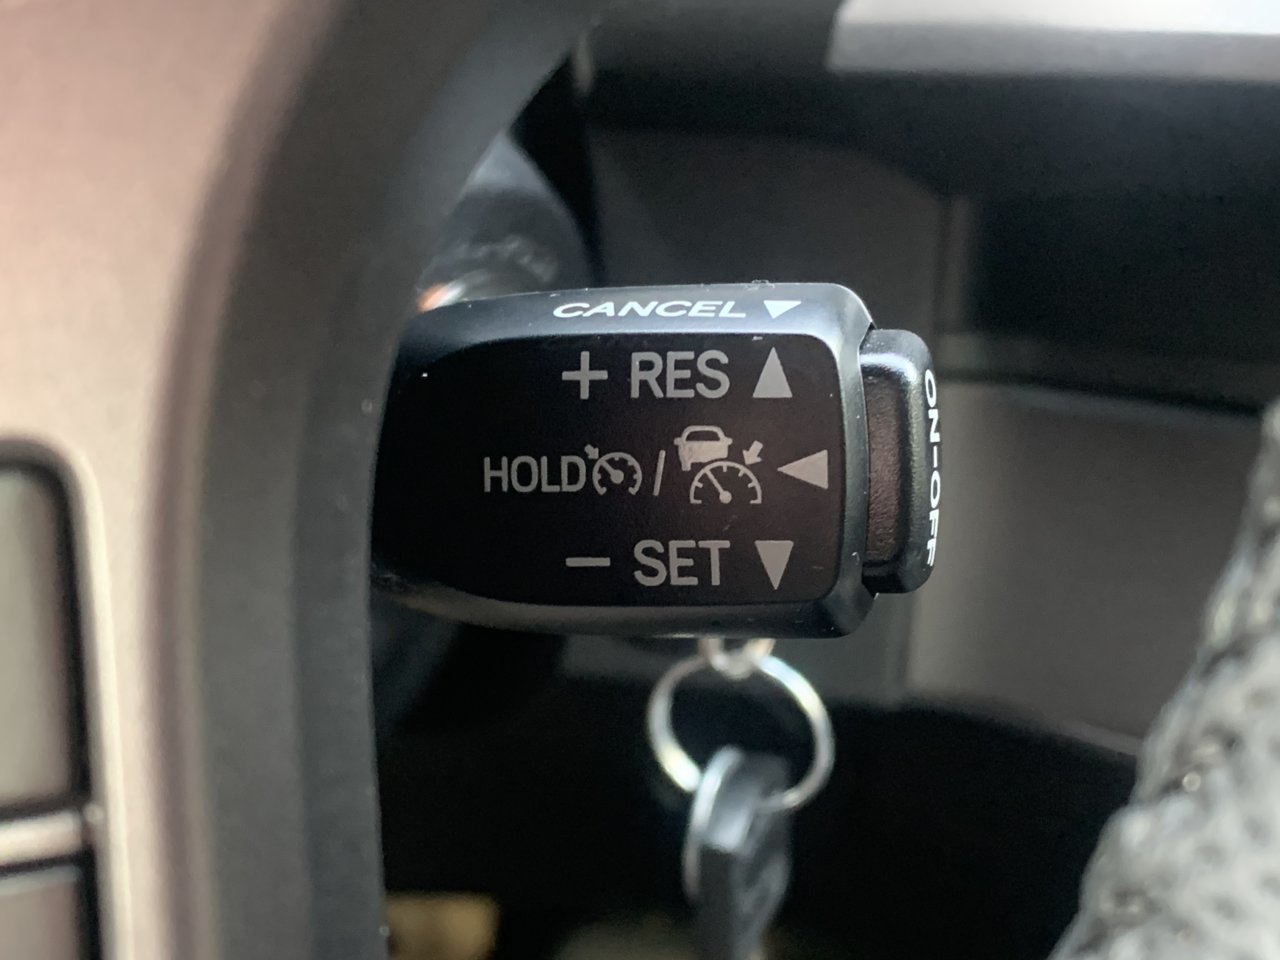 CANCEL ▼
+ RES ▲
HOLD / ◀
− SET ▼
ON-OFF